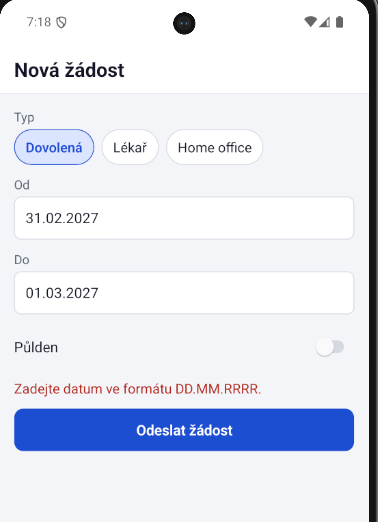 7:18
Nová žádost
Typ
Dovolená Lékař Home office
Od
31.02.2027
Do
01.03.2027
Půlden
Zadejte datum ve formátu DD.MM.RRRR.
Odeslat žádost